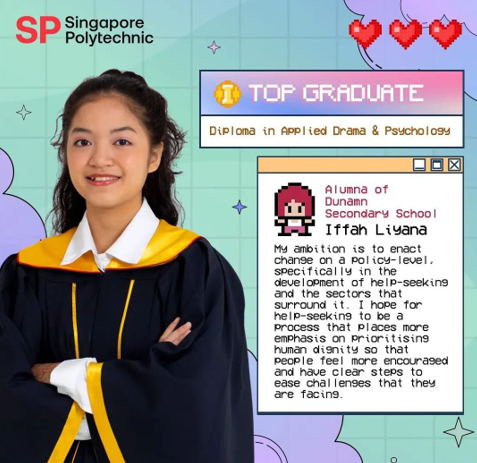 SP Singapore
Polytechnic
TOP GRADUATE
Diploma in Applied Drama & Psychology
Alumna of
Dunamn
Secondary School
Iffah Liyana
My ambition is to enact
change on a policy-level,
specifically in the
development of help-seeking
and the sectors that
surround it. I hope for
help-seeking to be a
process that places more
emphasis on prioritising
human dignity so that
people feel more encouraged
and have clear steps to
ease challenges that they
are facing.